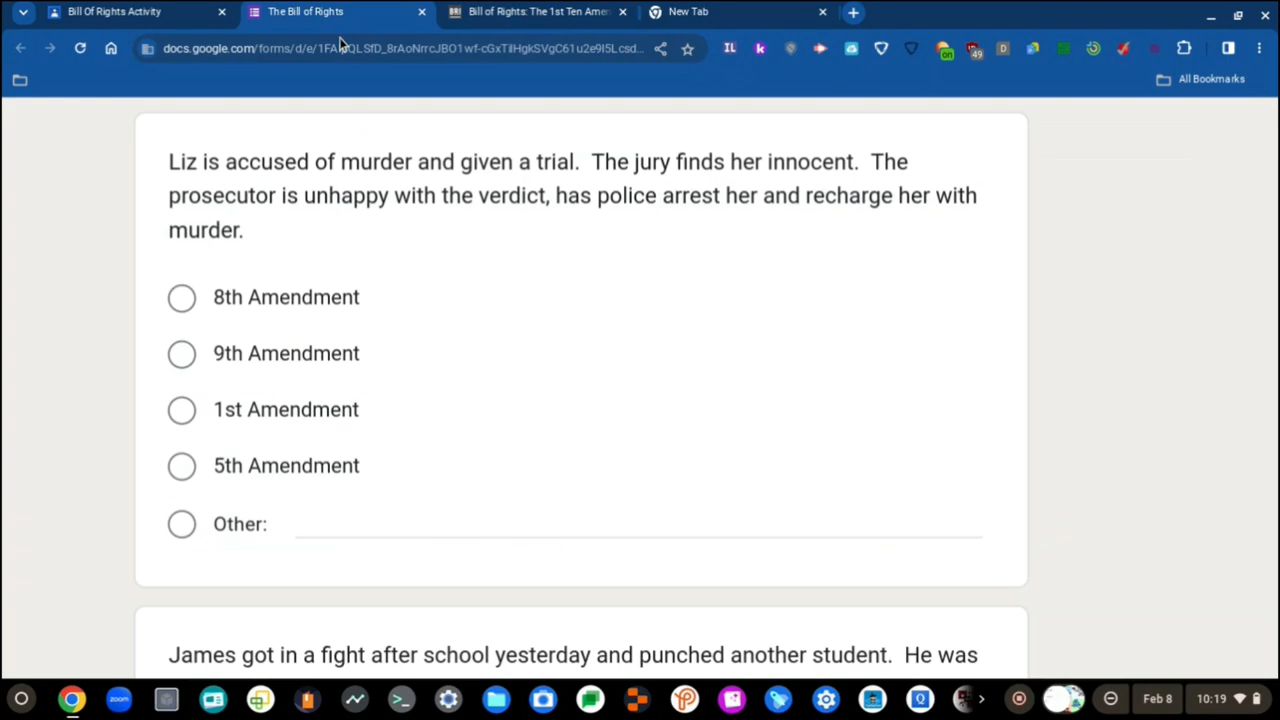 Bill Of Rights Activity
The Bill of Rights
Bill of Rights: The 1st Ten Amen
New Tab
All Bookmarks
Liz is accused of murder and given a trial.  The jury finds her innocent.  The
prosecutor is unhappy with the verdict, has police arrest her and recharge her with
murder.
8th Amendment
9th Amendment
1st Amendment
5th Amendment
Other:
James got in a fight after school yesterday and punched another student.  He was
zoom
Feb 8
10:19